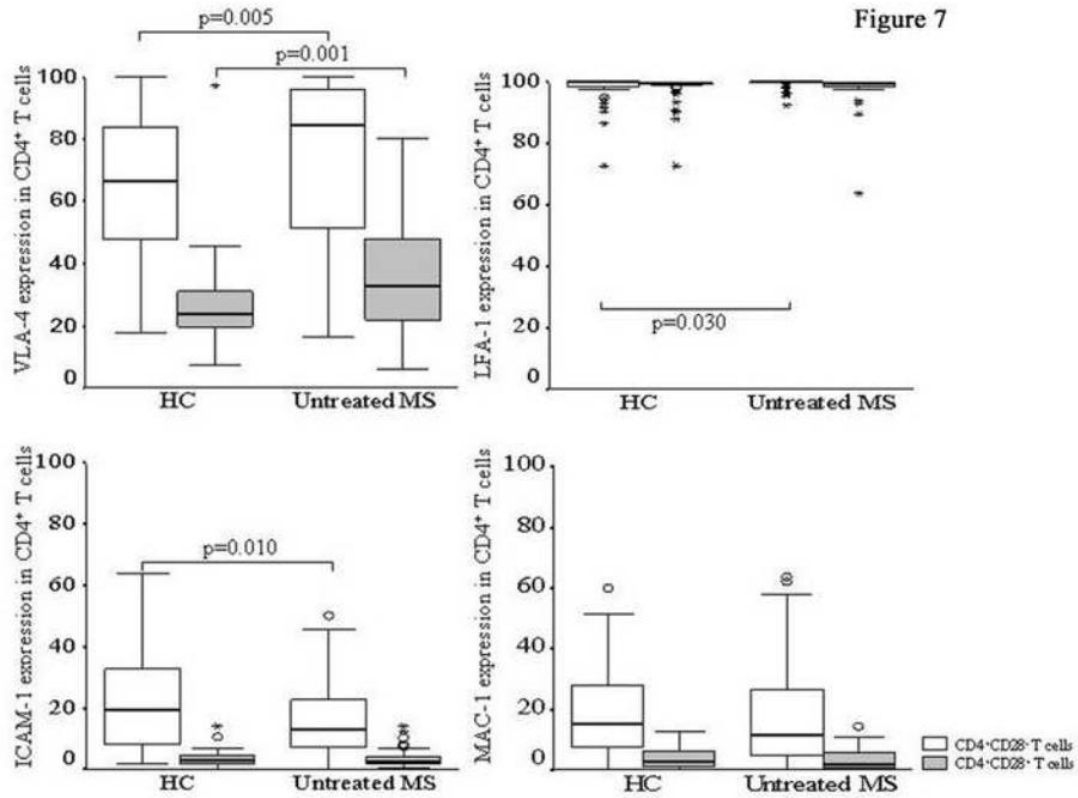 Figure 7
p=0.005
p=0.001
VLA-4 expression in CD4⁺ T cells
100
80
60
40
20
0
HC
Untreated MS
LFA-1 expression in CD4⁺ T cells
100
80
60
40
20
0
p=0.030
HC
Untreated MS
ICAM-1 expression in CD4⁺ T cells
100
80
60
40
20
0
p=0.010
HC
Untreated MS
MAC-1 expression in CD4⁺ T cells
100
80
60
40
20
0
HC
Untreated MS
CD4⁺CD28⁻ T cells
CD4⁺CD28⁺ T cells